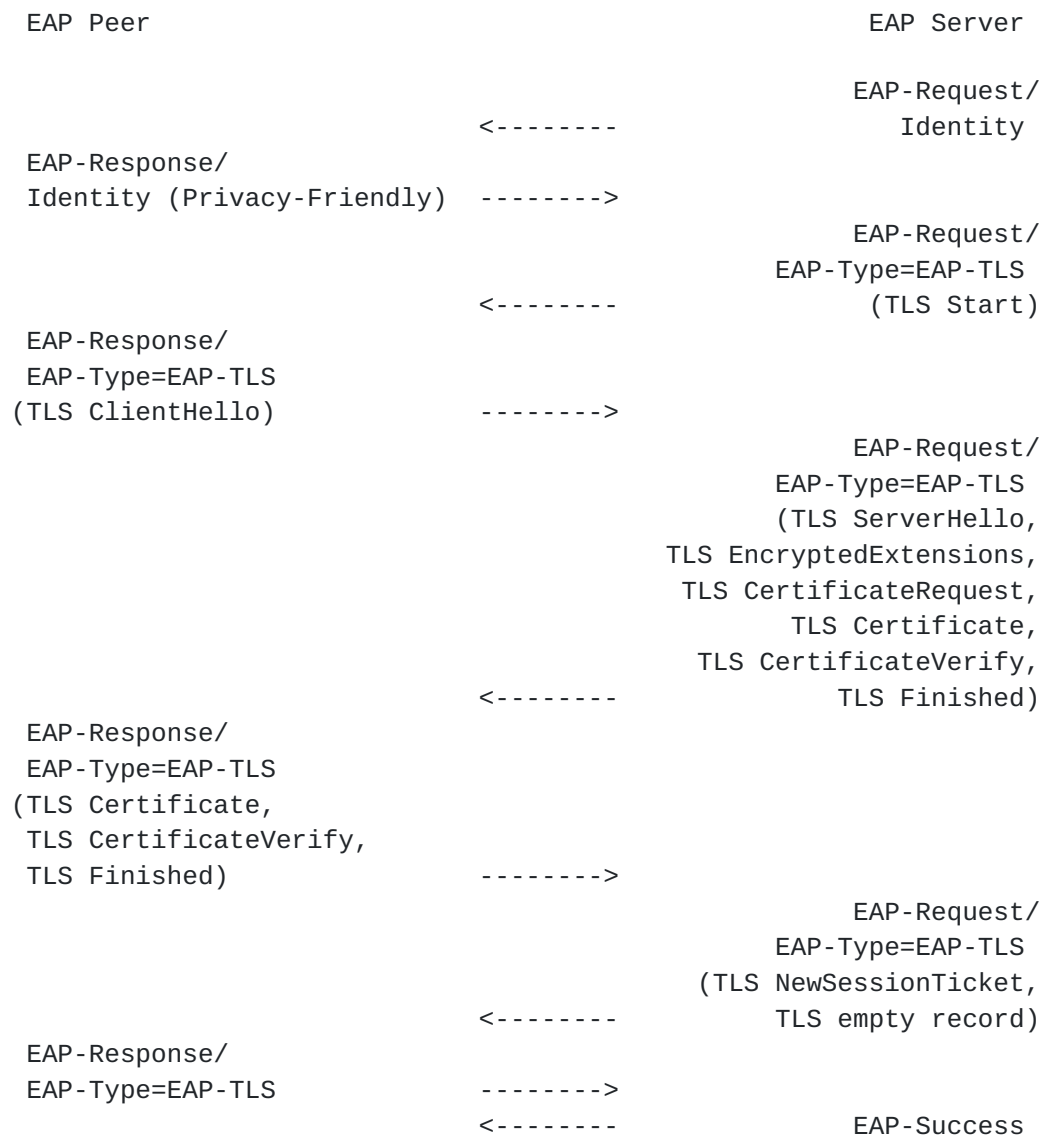 EAP Peer                                              EAP Server

                                                     EAP-Request/
                             <--------                  Identity
EAP-Response/
Identity (Privacy-Friendly)  -------->
                                                     EAP-Request/
                                                EAP-Type=EAP-TLS
                             <--------                (TLS Start)
EAP-Response/
EAP-Type=EAP-TLS
(TLS ClientHello)            -------->
                                                     EAP-Request/
                                                EAP-Type=EAP-TLS
                                                (TLS ServerHello,
                                         TLS EncryptedExtensions,
                                          TLS CertificateRequest,
                                                 TLS Certificate,
                                           TLS CertificateVerify,
                             <--------              TLS Finished)
EAP-Response/
EAP-Type=EAP-TLS
(TLS Certificate,
TLS CertificateVerify,
TLS Finished)                -------->
                                                     EAP-Request/
                                                EAP-Type=EAP-TLS
                                           (TLS NewSessionTicket,
                             <--------          TLS empty record)
EAP-Response/
EAP-Type=EAP-TLS             -------->
                             <--------               EAP-Success